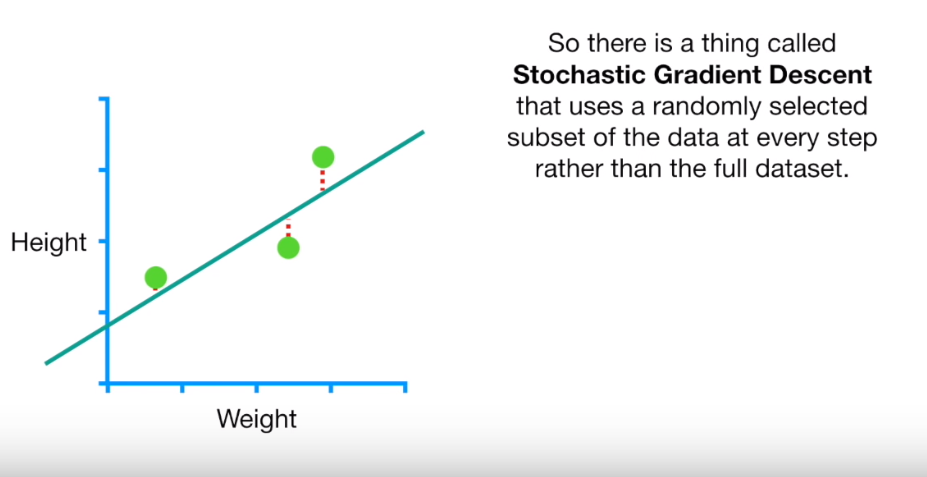 So there is a thing called
Stochastic Gradient Descent
that uses a randomly selected
subset of the data at every step
rather than the full dataset.
Height
Weight